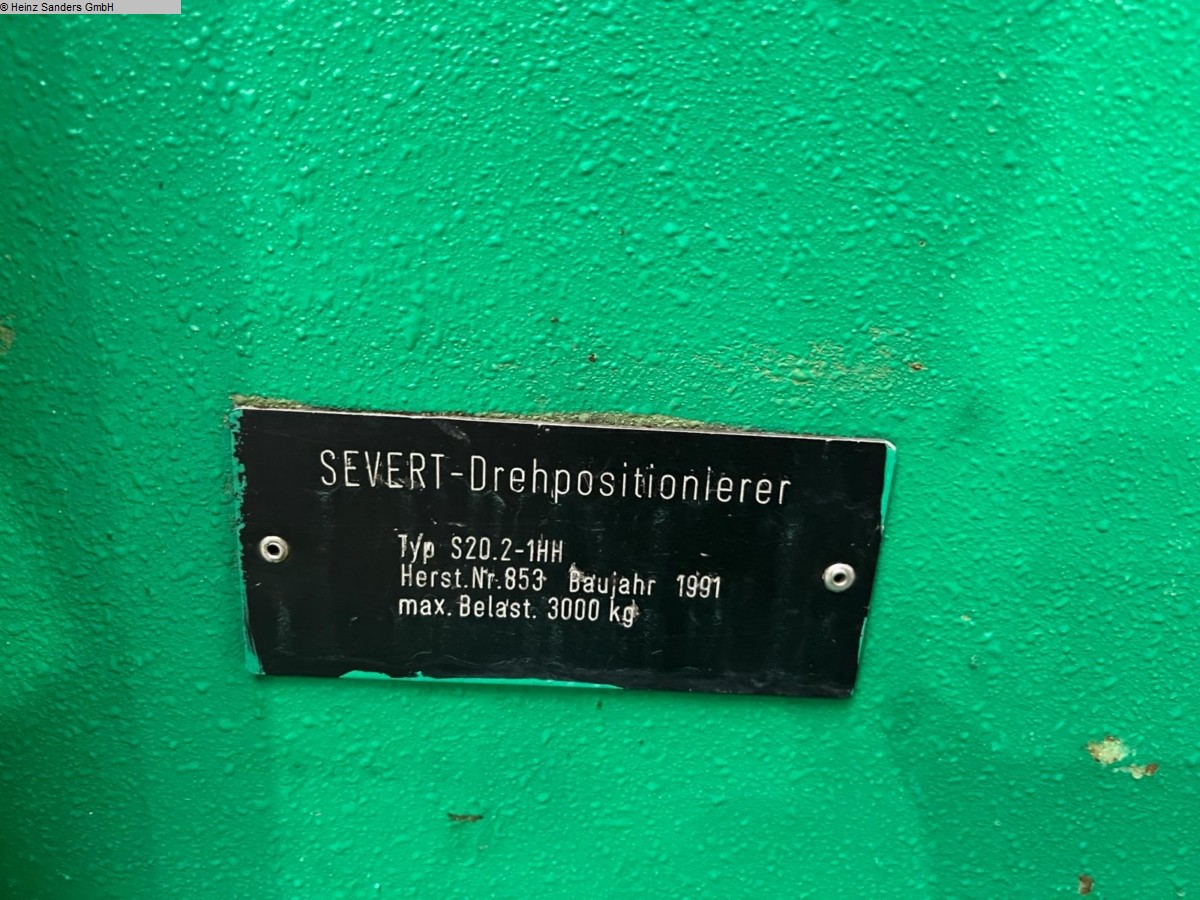 © Heinz Sanders GmbH
SEVERT-Drehpositionierer
Typ S20.2-1HH
Herst.Nr.853 Baujahr 1991
max. Belast. 3000 kg